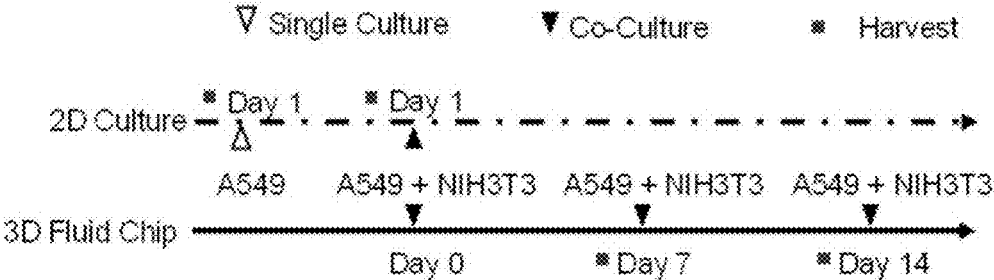 Single Culture Co-Culture Harvest
Day 1 Day 1
2D Culture
A549 A549 + NIH3T3 A549 + NIH3T3 A549 + NIH3T3
3D Fluid Chip
Day 0 Day 7 Day 14